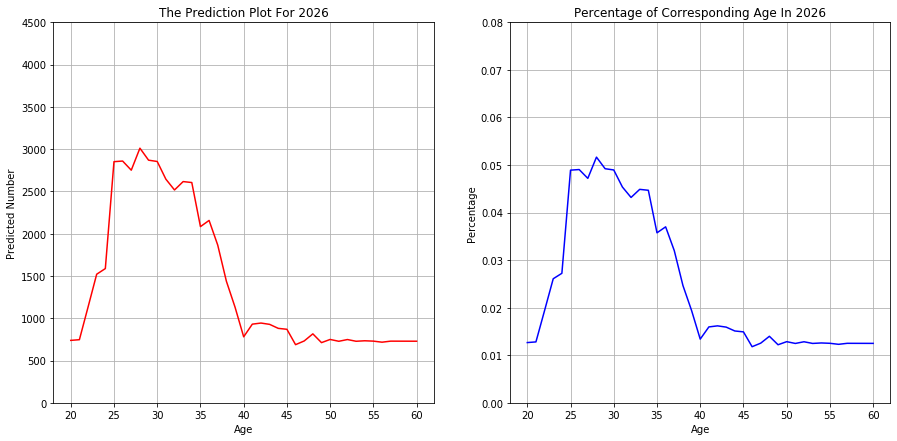 The Prediction Plot For 2026
4500
4000
3500
3000
2500
2000
1500
1000
500
0
Predicted Number
20 25 30 35 40 45 50 55 60
Age
Percentage of Corresponding Age In 2026
0.08
0.07
0.06
0.05
0.04
0.03
0.02
0.01
0.00
Percentage
20 25 30 35 40 45 50 55 60
Age